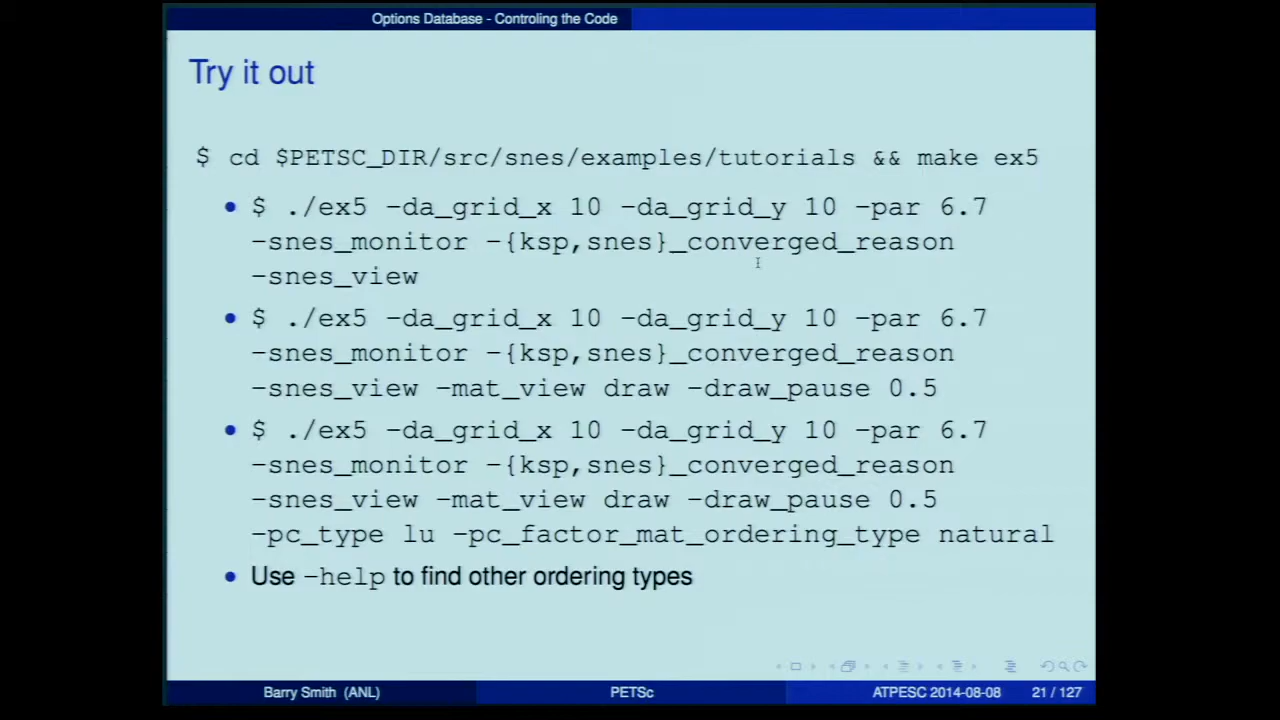 Options Database - Controling the Code
Try it out
$ cd $PETSC_DIR/src/snes/examples/tutorials && make ex5
• $ ./ex5 -da_grid_x 10 -da_grid_y 10 -par 6.7
-snes_monitor -{ksp,snes}_converged_reason
-snes_view
• $ ./ex5 -da_grid_x 10 -da_grid_y 10 -par 6.7
-snes_monitor -{ksp,snes}_converged_reason
-snes_view -mat_view draw -draw_pause 0.5
• $ ./ex5 -da_grid_x 10 -da_grid_y 10 -par 6.7
-snes_monitor -{ksp,snes}_converged_reason
-snes_view -mat_view draw -draw_pause 0.5
-pc_type lu -pc_factor_mat_ordering_type natural
• Use -help to find other ordering types
Barry Smith (ANL) PETSc ATPESC 2014-08-08 21 / 127